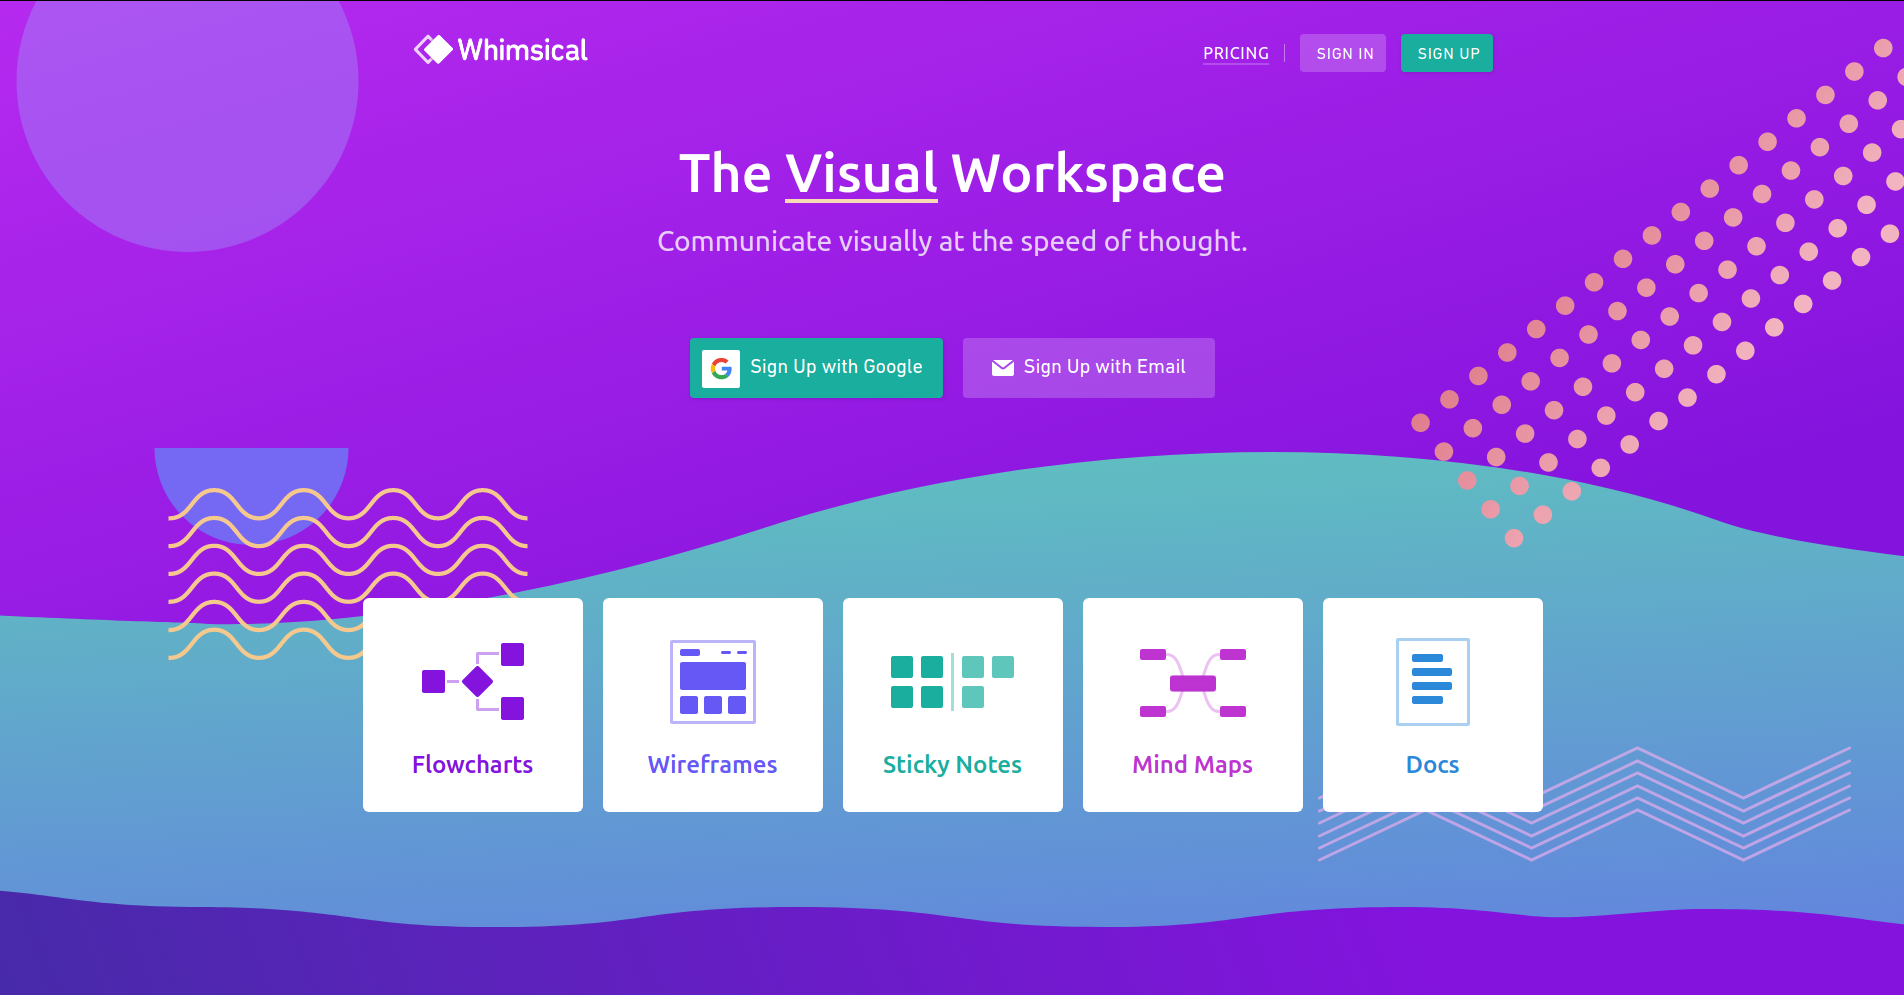 Whimsical
PRICING
SIGN IN
SIGN UP
The Visual Workspace
Communicate visually at the speed of thought.
Sign Up with Google
Sign Up with Email
Flowcharts
Wireframes
Sticky Notes
Mind Maps
Docs